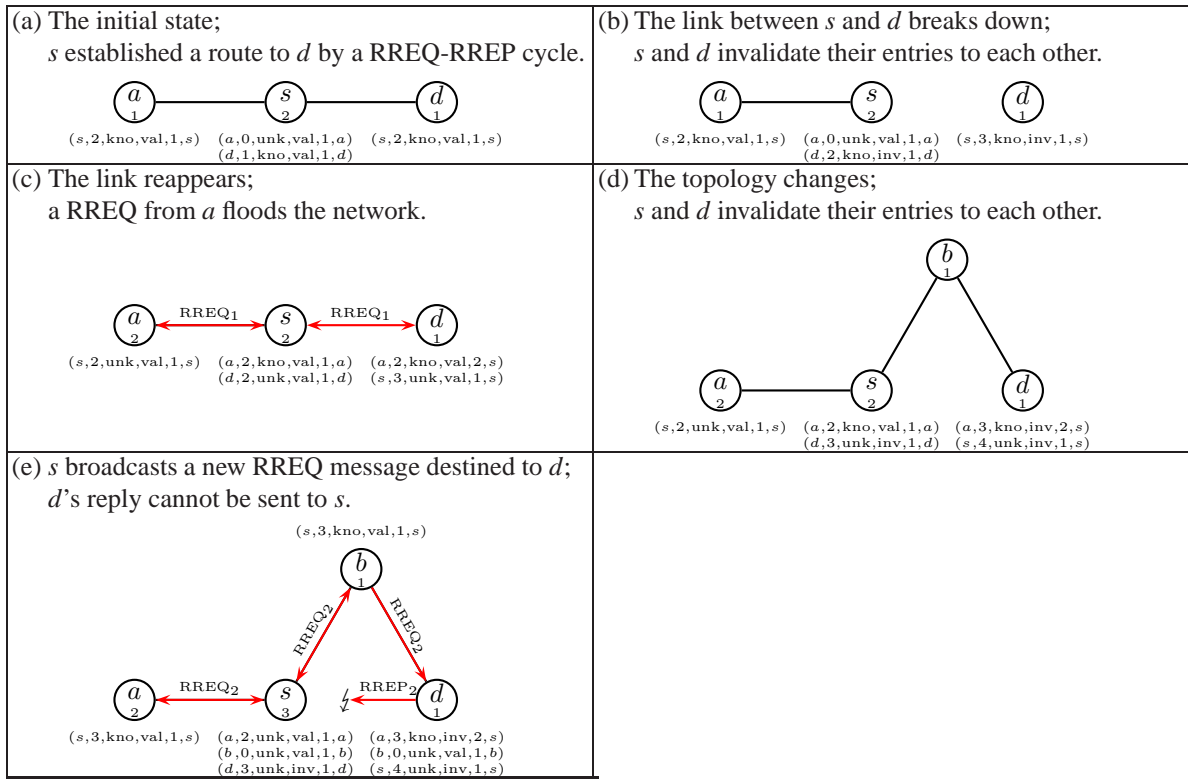 (a) The initial state;
s established a route to d by a RREQ-RREP cycle.
a
1
s
2
d
1
(s,2,kno,val,1,s)
(a,0,unk,val,1,a)
(d,1,kno,val,1,d)
(s,2,kno,val,1,s)
(b) The link between s and d breaks down;
s and d invalidate their entries to each other.
a
1
s
2
d
1
(s,2,kno,val,1,s)
(a,0,unk,val,1,a)
(d,2,kno,inv,1,d)
(s,3,kno,inv,1,s)
(c) The link reappears;
a RREQ from a floods the network.
a
2
RREQ1
s
2
RREQ1
d
1
(s,2,unk,val,1,s)
(a,2,kno,val,1,a)
(d,2,unk,val,1,d)
(a,2,kno,val,2,s)
(s,3,unk,val,1,s)
(d) The topology changes;
s and d invalidate their entries to each other.
b
1
a
2
s
2
d
1
(s,2,unk,val,1,s)
(a,2,kno,val,1,a)
(d,3,unk,inv,1,d)
(a,3,kno,inv,2,s)
(s,4,unk,inv,1,s)
(e) s broadcasts a new RREQ message destined to d;
d's reply cannot be sent to s.
(s,3,kno,val,1,s)
b
1
RREQ2
RREQ2
a
2
RREQ2
s
3
RREP2
d
1
(s,3,kno,val,1,s)
(a,2,unk,val,1,a)
(b,0,unk,val,1,b)
(d,3,unk,inv,1,d)
(a,3,kno,inv,2,s)
(b,0,unk,val,1,b)
(s,4,unk,inv,1,s)